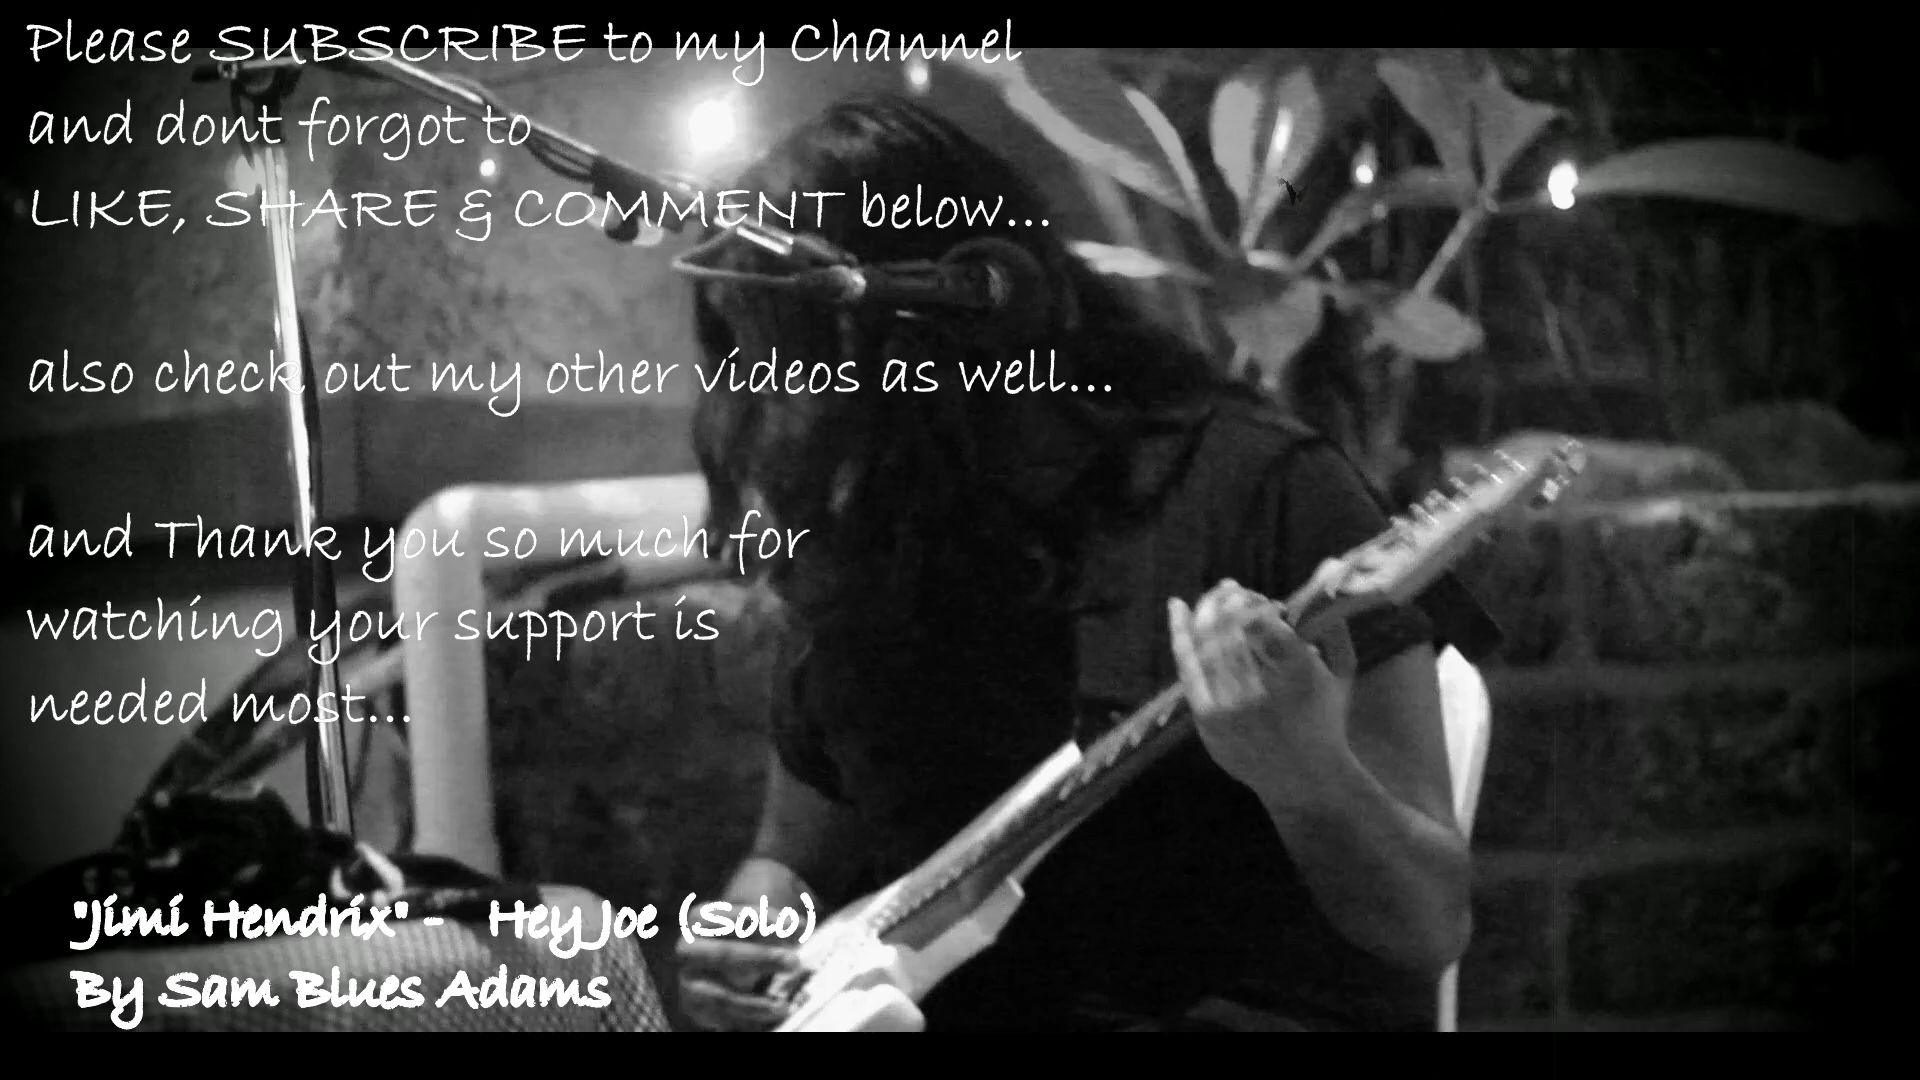 Please SUBSCRIBE to my Channel
and dont forgot to
LIKE, SHARE & COMMENT below...
also check out my other videos as well...
and Thank you so much for
watching your support is
needed most...
"Jimi Hendrix" - Hey Joe (Solo)
By Sam Blues Adams